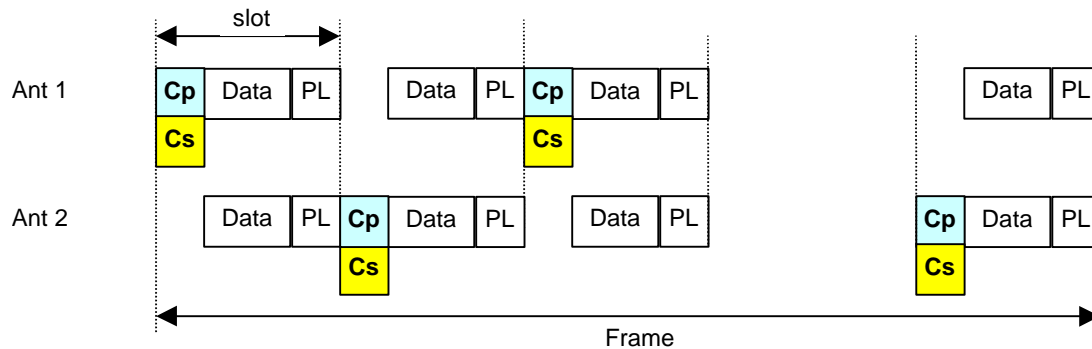 slot
Ant 1 Cp Data PL Data PL Cp Data PL Data PL
Cs Cs
Ant 2 Data PL Cp Data PL Data PL Cp Data PL
Cs Cs
Frame